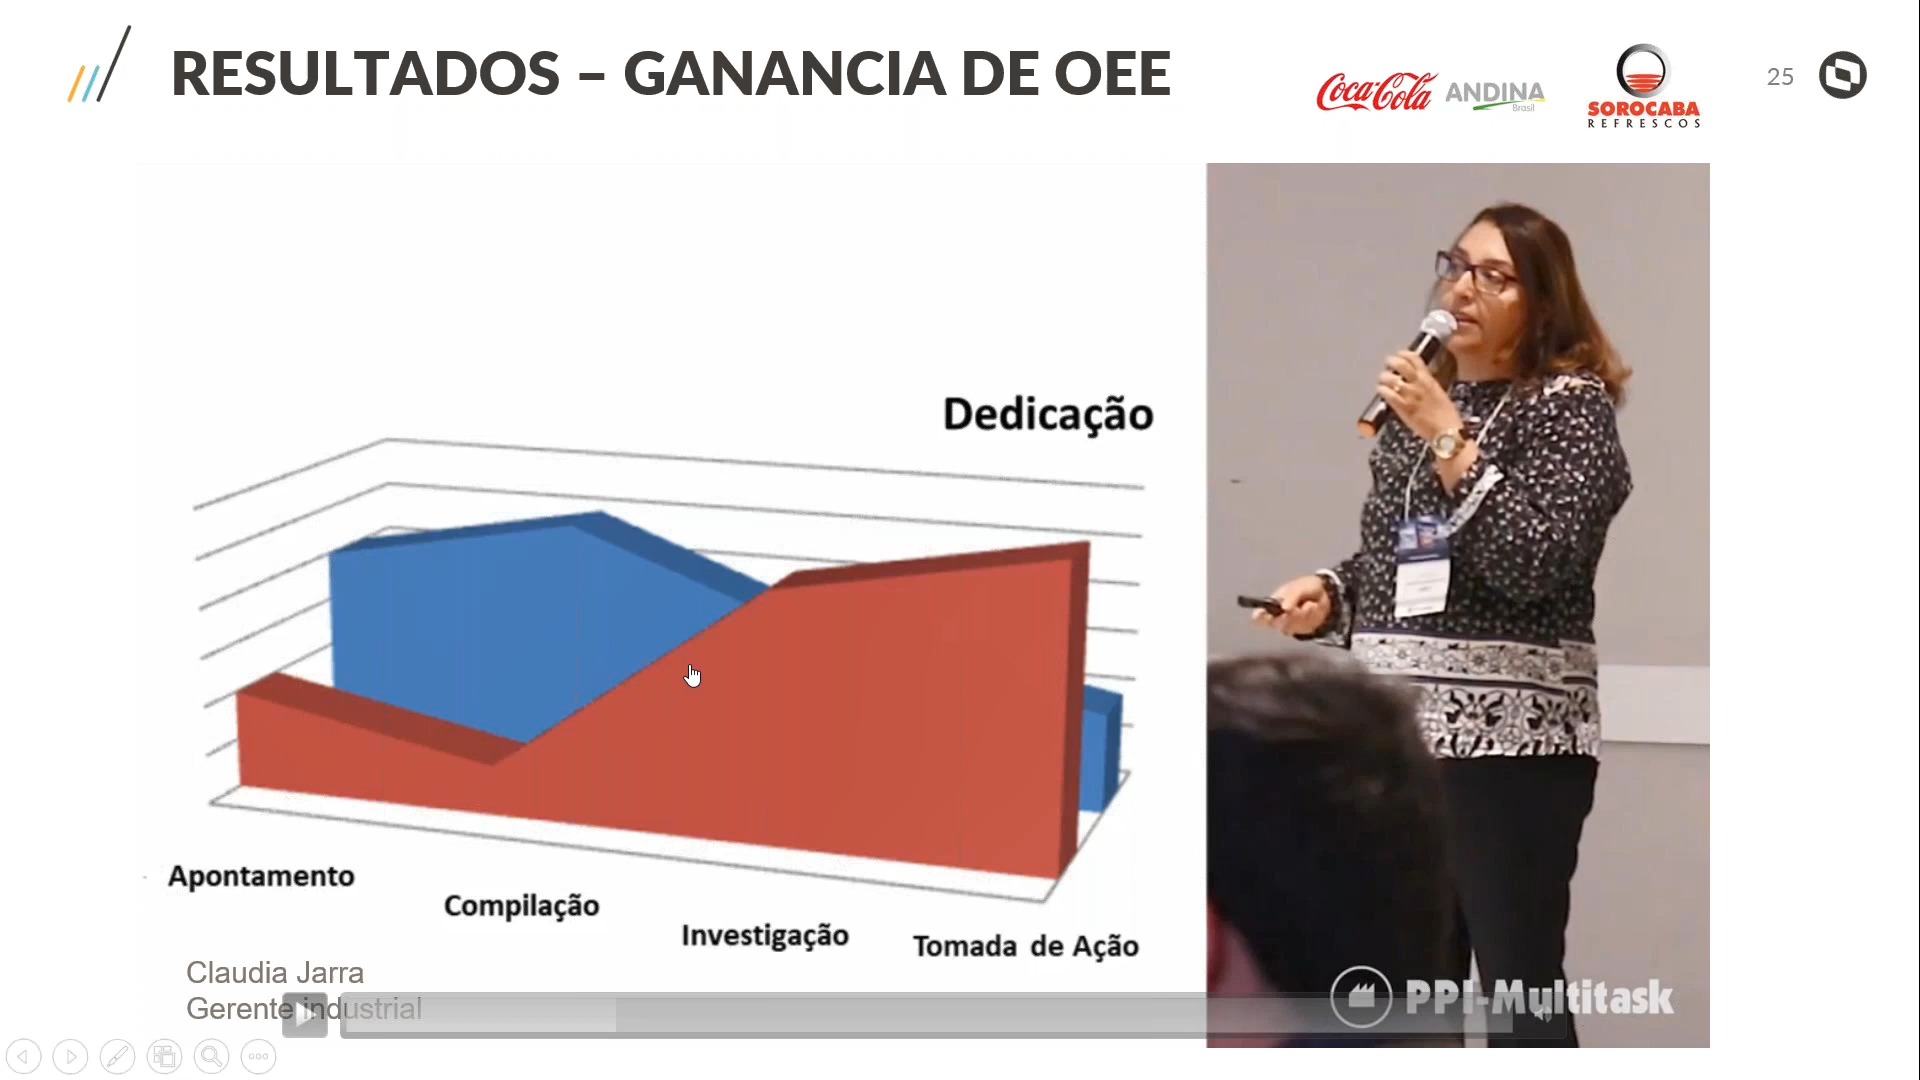 RESULTADOS – GANANCIA DE OEE
Coca-Cola ANDINA
Brasil
SOROCABA
REFRESCOS
25
Dedicação
Apontamento
Compilação
Investigação
Tomada de Ação
Claudia Jarra
Gerente industrial
PPI-Multitask